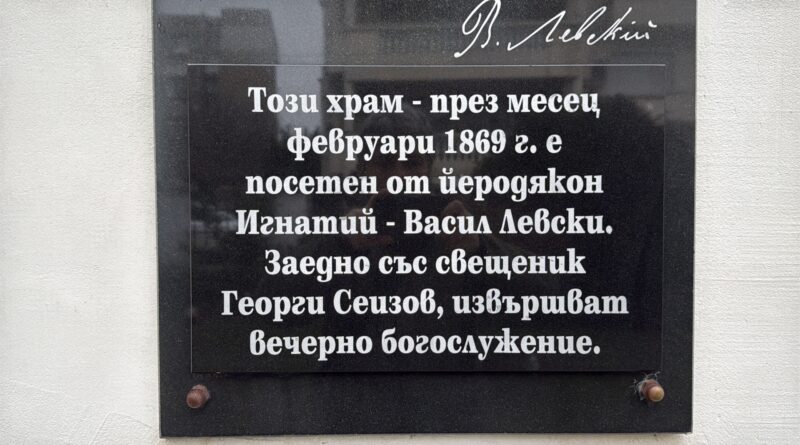 В. Левскій
Този храм - през месец
февруари 1869 г. е
посетен от йеродякон
Игнатий - Васил Левски.
Заедно със свещеник
Георги Сеизов, извършват
вечерно богослужение.